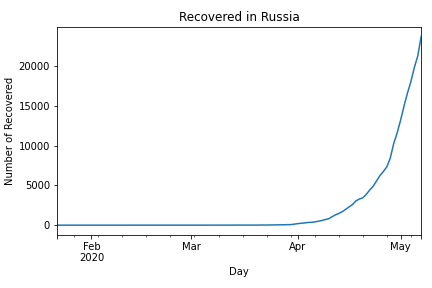 Recovered in Russia
Number of Recovered
20000
15000
10000
5000
0
Feb
2020
Mar
Apr
May
Day